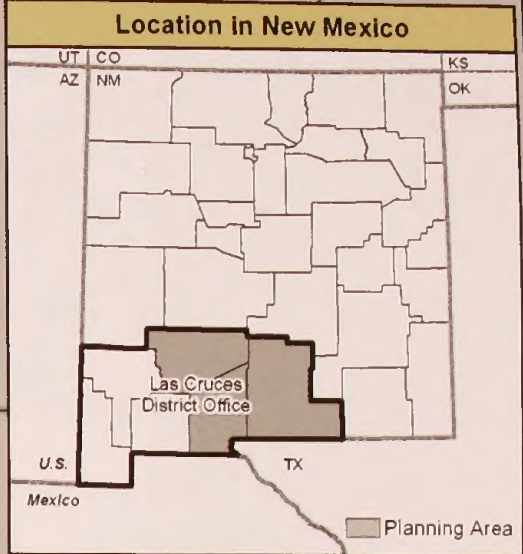 Location in New Mexico
UT CO
KS
AZ NM
OK
Las Cruces
District Office
U.S.
TX
Mexico
Planning Area